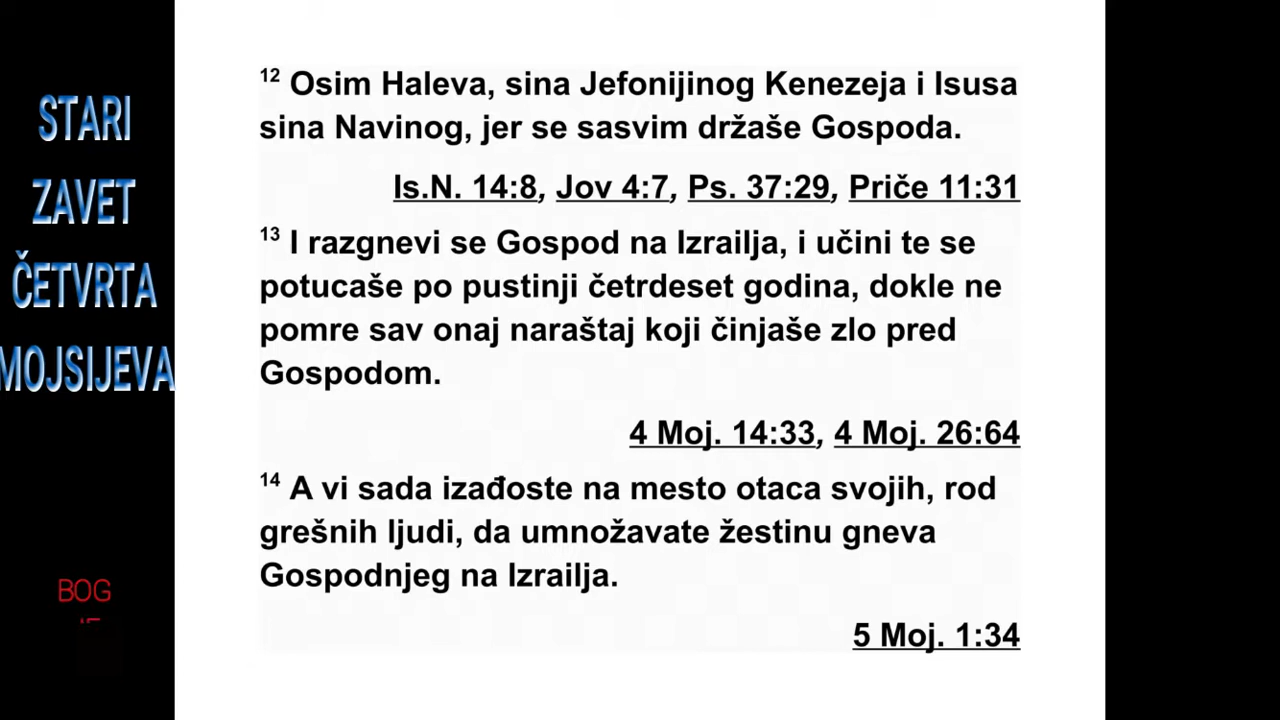 STARI
ZAVET
ČETVRTA
MOJSIJEVA
BOG
12 Osim Haleva, sina Jefonijinog Kenezeja i Isusa
sina Navinog, jer se sasvim držaše Gospoda.
Is.N. 14:8, Jov 4:7, Ps. 37:29, Priče 11:31
13 I razgnevi se Gospod na Izrailja, i učini te se
potucaše po pustinji četrdeset godina, dokle ne
pomre sav onaj naraštaj koji činjaše zlo pred
Gospodom.
4 Moj. 14:33, 4 Moj. 26:64
14 A vi sada izađoste na mesto otaca svojih, rod
grešnih ljudi, da umnožavate žestinu gneva
Gospodnjeg na Izrailja.
5 Moj. 1:34